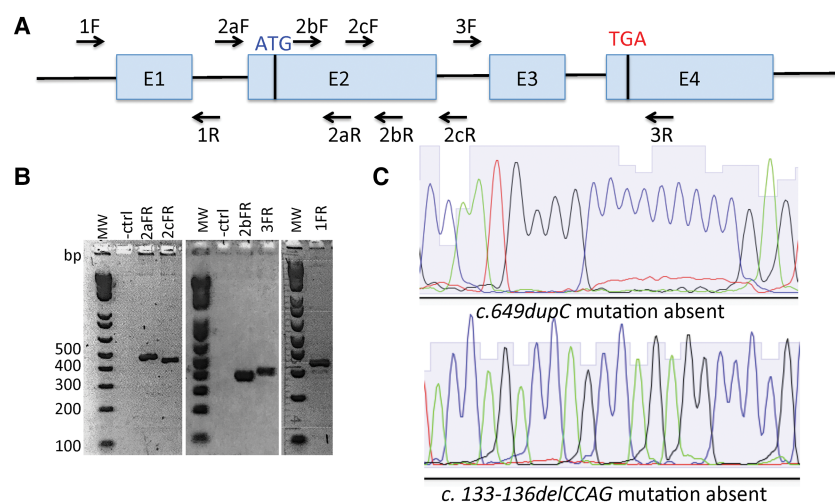 A
1F
2aF
2bF
2cF
3F
ATG
TGA
E1
E2
E3
E4
1R
2aR
2bR
2cR
3R
B
MW
-ctrl
2aFR
2cFR
MW
-ctrl
2bFR
3FR
MW
1FR
bp
500
400
300
200
100
C
c.649dupC mutation absent
c. 133-136delCCAG mutation absent